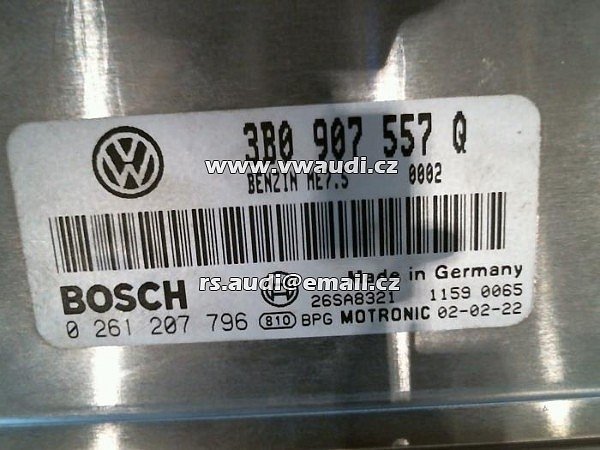 3B0 907 557 Q
www.vwaudi.cz
BENZIN ME7.5 0002
Made in Germany
rs.audi@email.cz
BOSCH 26SA8321 1159 0065
0 261 207 796 810 BPG MOTRONIC 02-02-22